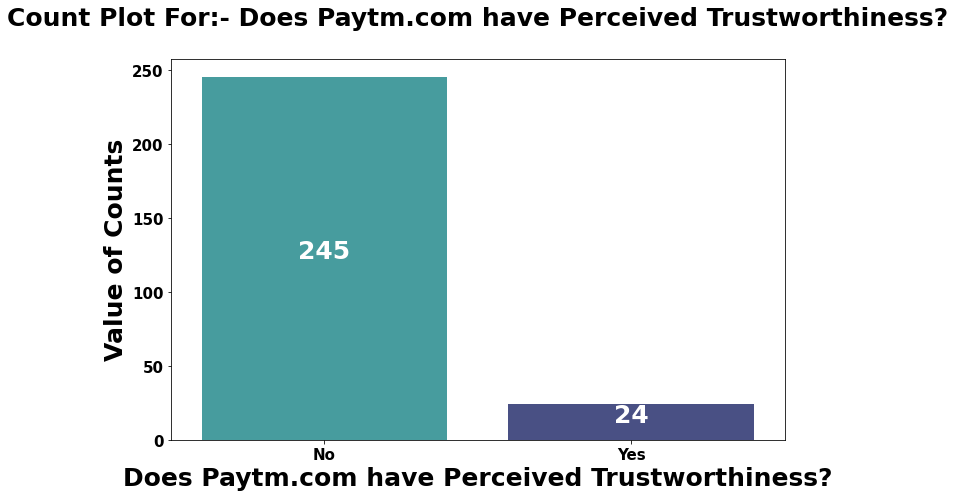 Count Plot For:- Does Paytm.com have Perceived Trustworthiness?
250
200
150
100
50
0
Value of Counts
245
24
No
Yes
Does Paytm.com have Perceived Trustworthiness?